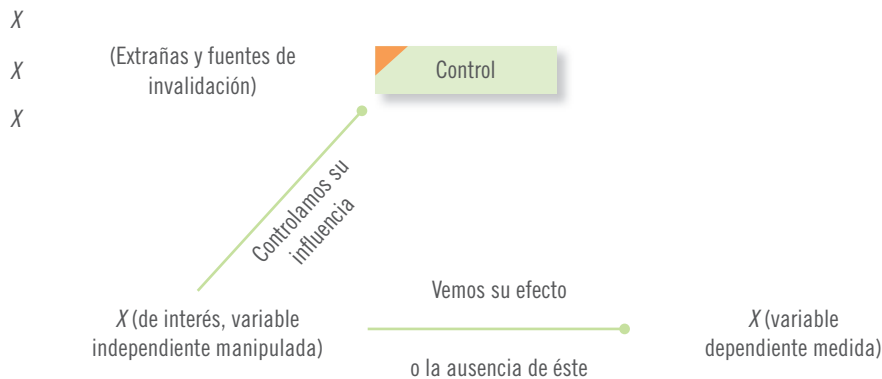 X
X
X
(Extrañas y fuentes de
invalidación)
Control
Controlamos su
influencia
X (de interés, variable
independiente manipulada)
Vemos su efecto
o la ausencia de éste
X (variable
dependiente medida)